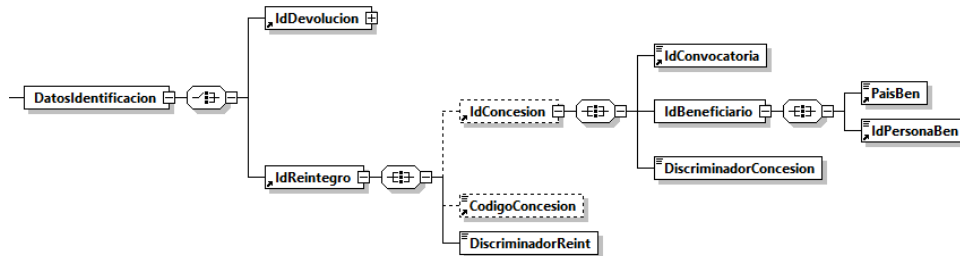 DatosIdentificacion
IdDevolucion
IdReintegro
IdConcesion
IdConvocatoria
IdBeneficiario
PaisBen
IdPersonaBen
DiscriminadorConcesion
CodigoConcesion
DiscriminadorReint